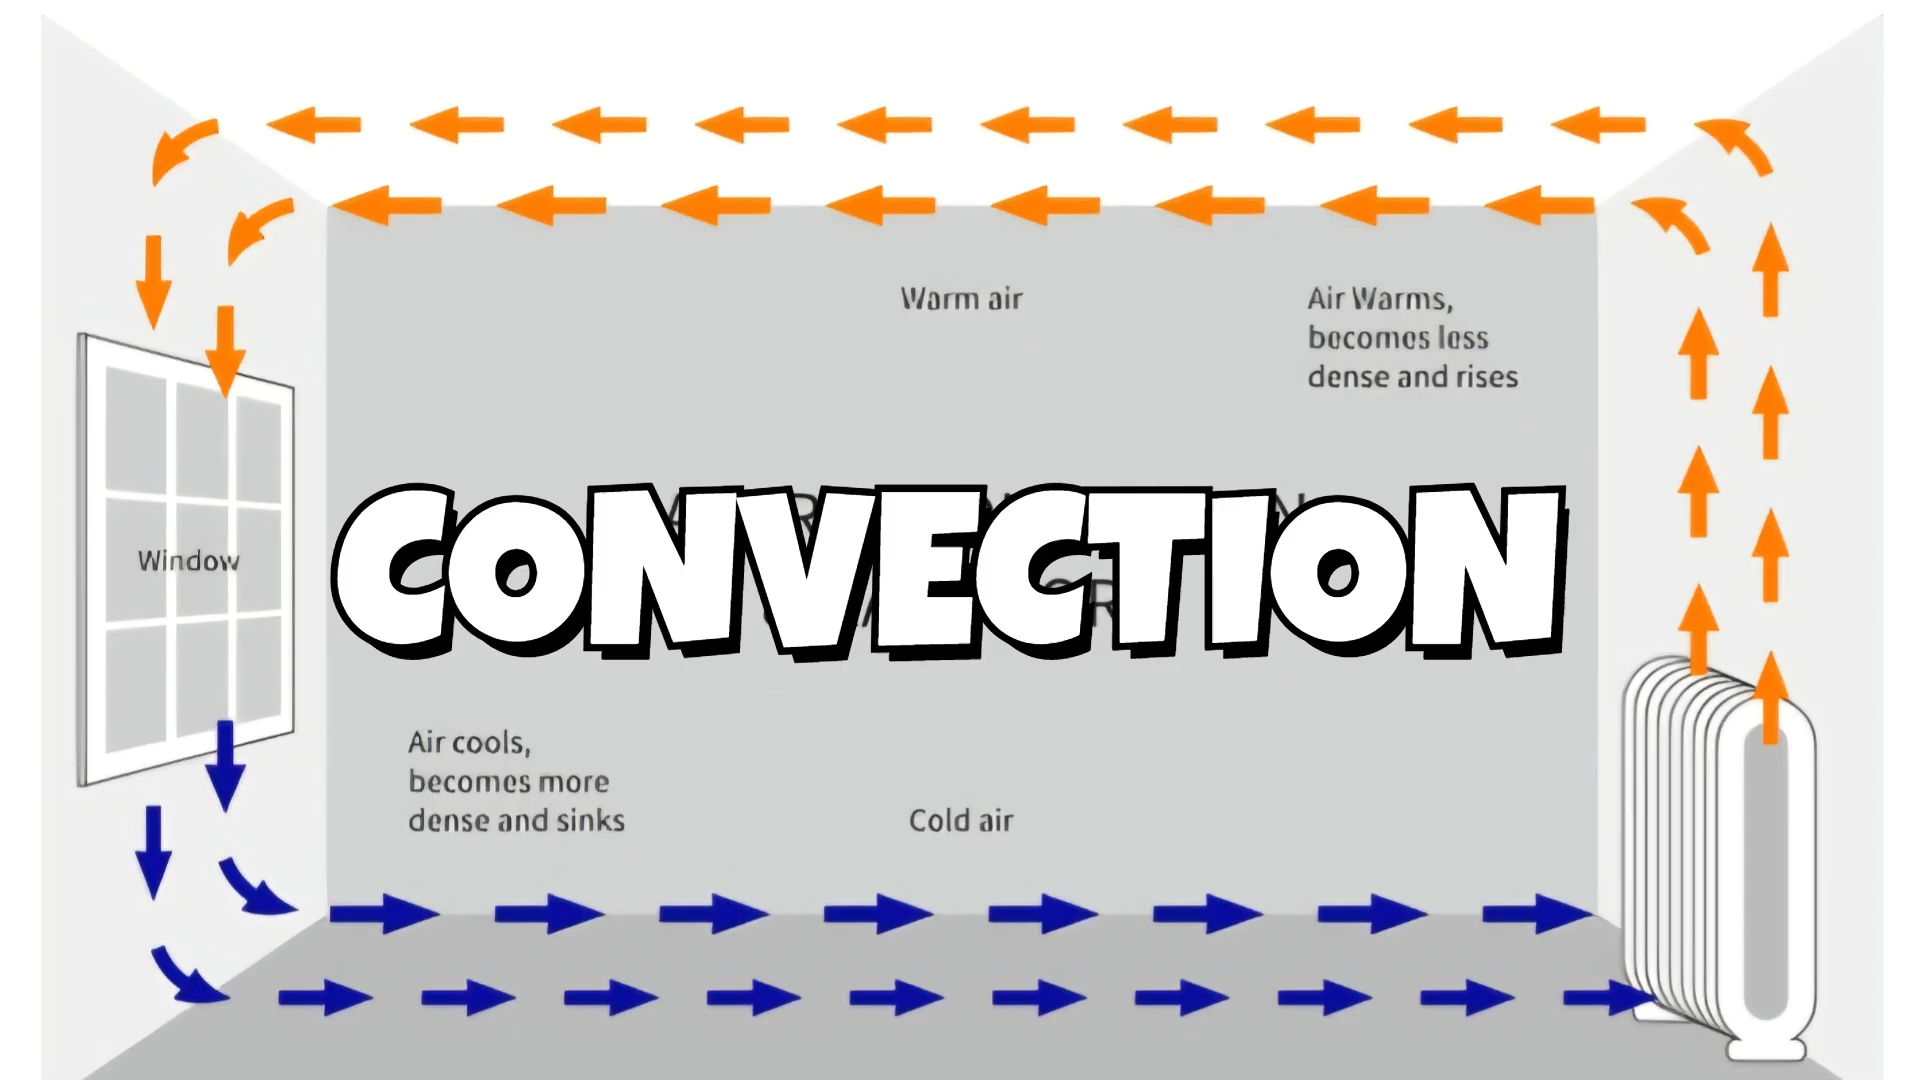 Warm air
Air Warms,
becomes less
dense and rises
CONVECTION
Window
Air cools,
becomes more
dense and sinks
Cold air